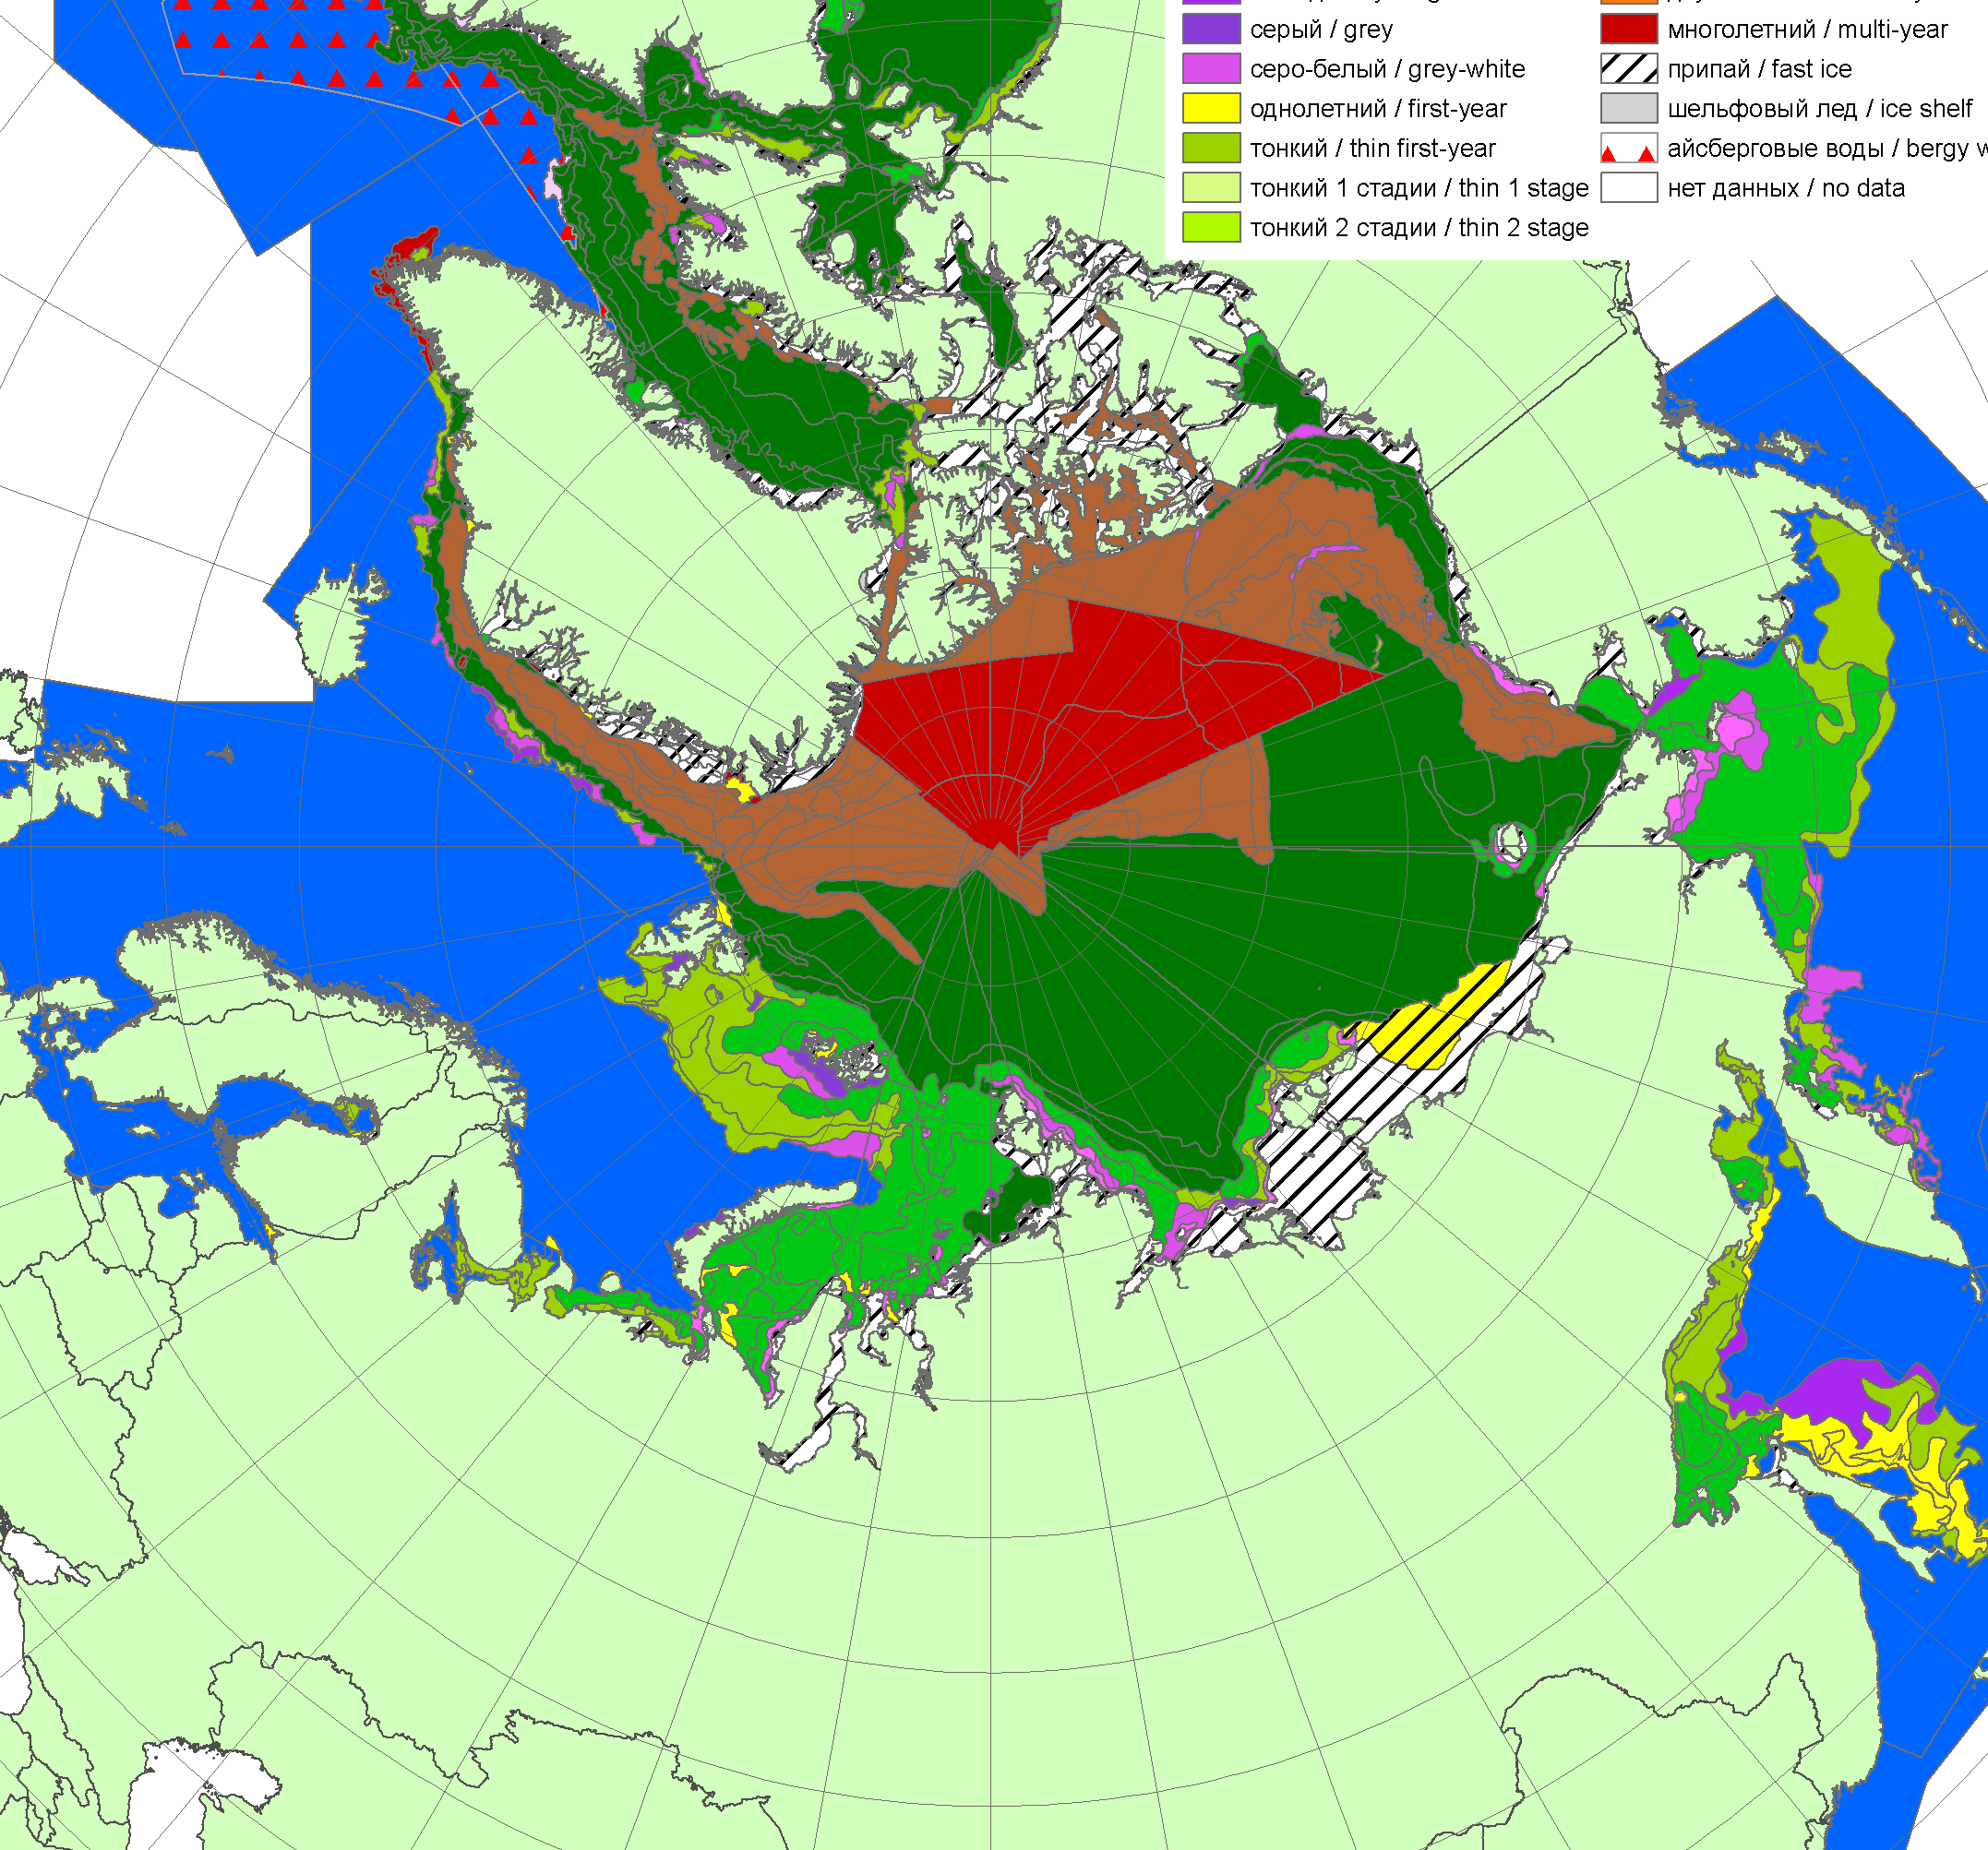 серый / grey
серо-белый / grey-white
однолетний / first-year
тонкий / thin first-year
тонкий 1 стадии / thin 1 stage
тонкий 2 стадии / thin 2 stage
многолетний / multi-year
припай / fast ice
шельфовый лед / ice shelf
айсберговые воды / bergy w
нет данных / no data